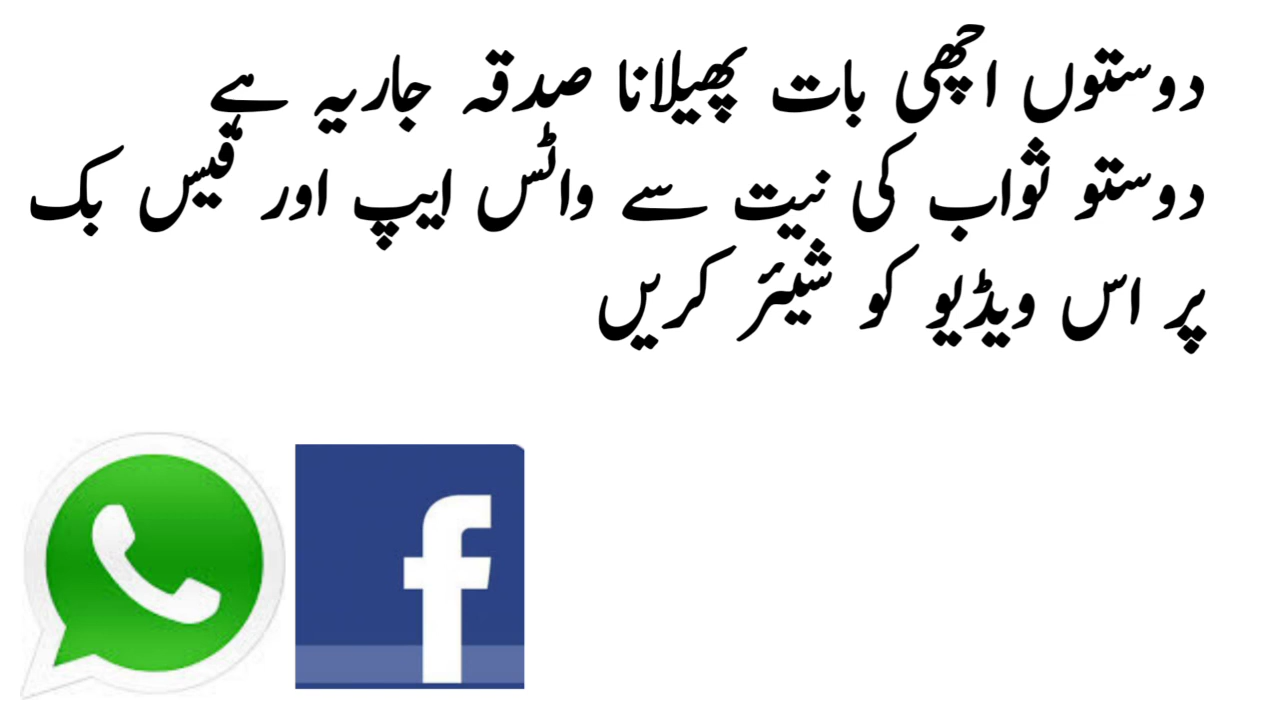 دوستوں اچھی بات پھیلانا صدقہ جاریہ ہے
دوستو ثواب کی نیت سے واٹس ایپ اور فیس بک
پر اس ویڈیو کو شیئر کریں
f